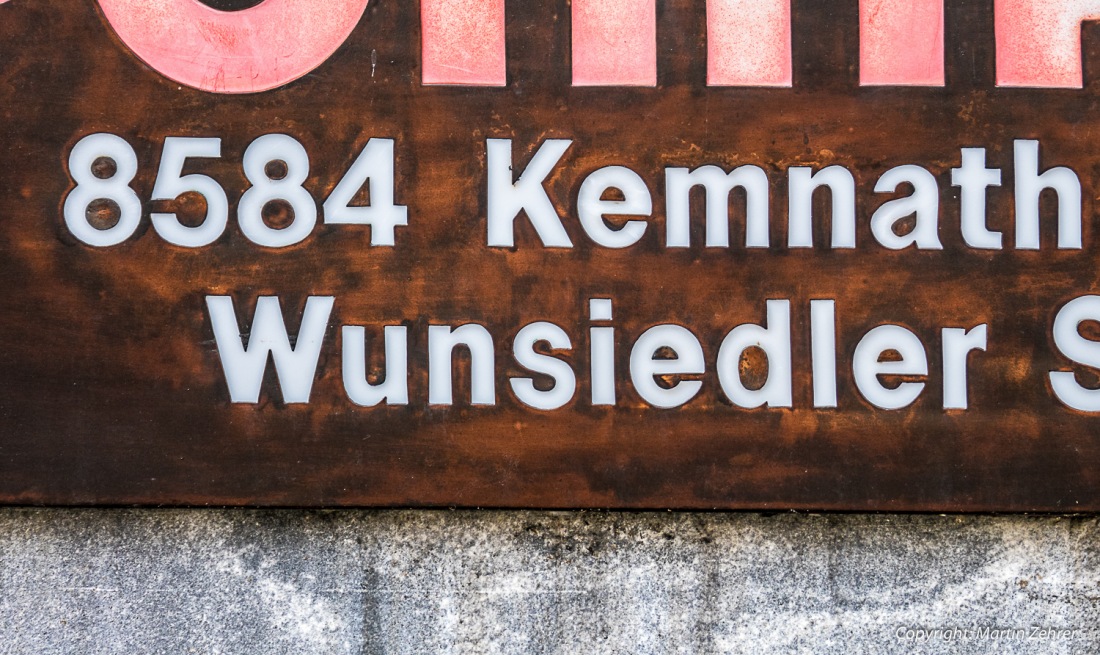 8584 Kemnath
Wunsiedler S
Copyright: Martin Zehrer